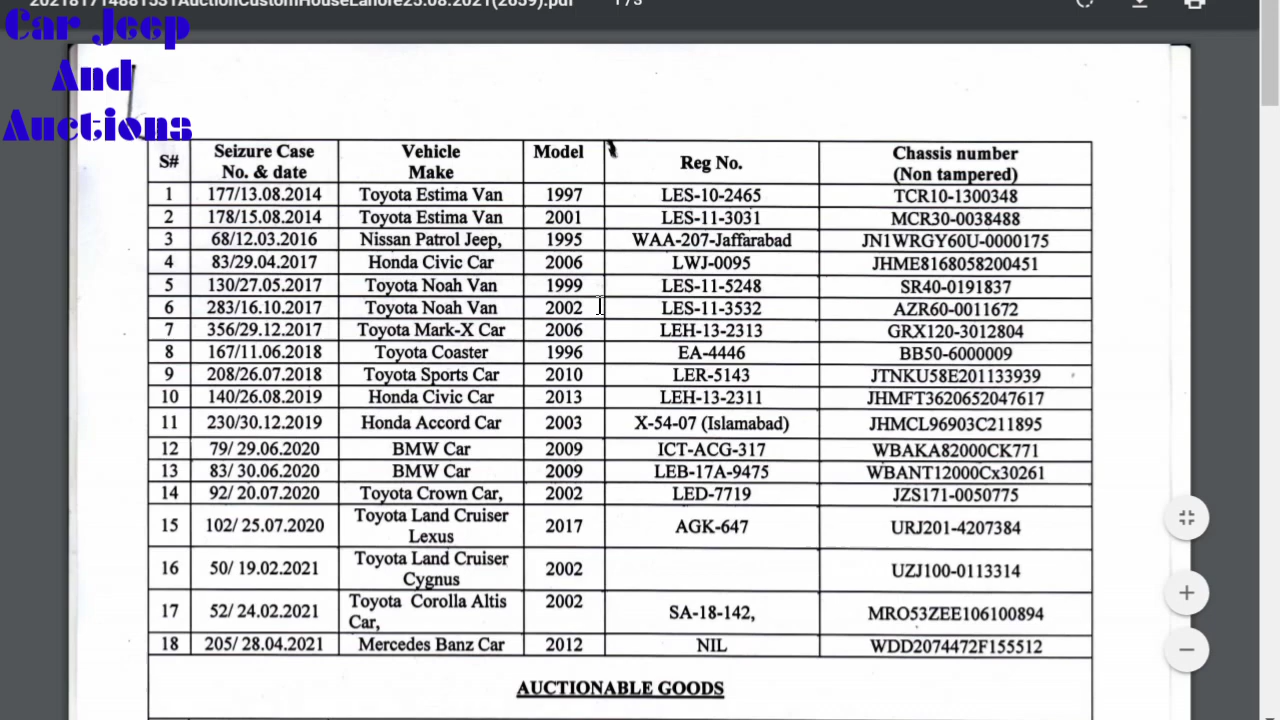 202181714881531AuctionCustomHouseLahore25.08.2021(2639).pdf 1 / 3
Car Jeep
And
Auctions
S# Seizure Case No. & date Vehicle Make Model Reg No. Chassis number (Non tampered)
1 177/13.08.2014 Toyota Estima Van 1997 LES-10-2465 TCR10-1300348
2 178/15.08.2014 Toyota Estima Van 2001 LES-11-3031 MCR30-0038488
3 68/12.03.2016 Nissan Patrol Jeep, 1995 WAA-207-Jaffarabad JN1WRGY60U-0000175
4 83/29.04.2017 Honda Civic Car 2006 LWJ-0095 JHME8168058200451
5 130/27.05.2017 Toyota Noah Van 1999 LES-11-5248 SR40-0191837
6 283/16.10.2017 Toyota Noah Van 2002 LES-11-3532 AZR60-0011672
7 356/29.12.2017 Toyota Mark-X Car 2006 LEH-13-2313 GRX120-3012804
8 167/11.06.2018 Toyota Coaster 1996 EA-4446 BB50-6000009
9 208/26.07.2018 Toyota Sports Car 2010 LER-5143 JTNKU58E201133939
10 140/26.08.2019 Honda Civic Car 2013 LEH-13-2311 JHMFT3620652047617
11 230/30.12.2019 Honda Accord Car 2003 X-54-07 (Islamabad) JHMCL96903C211895
12 79/ 29.06.2020 BMW Car 2009 ICT-ACG-317 WBAKA82000CK771
13 83/ 30.06.2020 BMW Car 2009 LEB-17A-9475 WBANT12000Cx30261
14 92/ 20.07.2020 Toyota Crown Car, 2002 LED-7719 JZS171-0050775
15 102/ 25.07.2020 Toyota Land Cruiser Lexus 2017 AGK-647 URJ201-4207384
16 50/ 19.02.2021 Toyota Land Cruiser Cygnus 2002 UZJ100-0113314
17 52/ 24.02.2021 Toyota Corolla Altis Car, 2002 SA-18-142, MRO53ZEE106100894
18 205/ 28.04.2021 Mercedes Banz Car 2012 NIL WDD2074472F155512
AUCTIONABLE GOODS